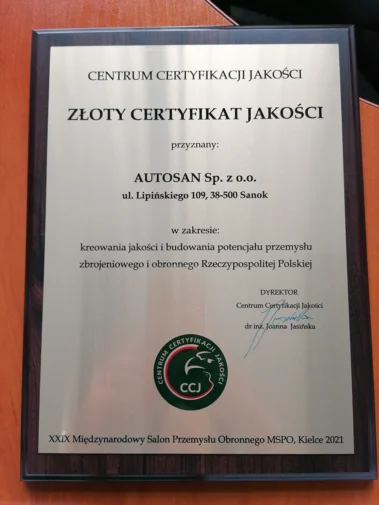 CENTRUM CERTYFIKACJI JAKOŚCI
ZŁOTY CERTYFIKAT JAKOŚCI
przyznany:
AUTOSAN Sp. z o.o.
ul. Lipińskiego 109, 38-500 Sanok
w zakresie:
kreowania jakości i budowania potencjału przemysłu
zbrojeniowego i obronnego Rzeczypospolitej Polskiej
DYREKTOR
Centrum Certyfikacji Jakości
dr inż. Joanna Jasińska
CENTRUM CERTYFIKACJI JAKOŚCI
CCJ
XXIX Międzynarodowy Salon Przemysłu Obronnego MSPO, Kielce 2021